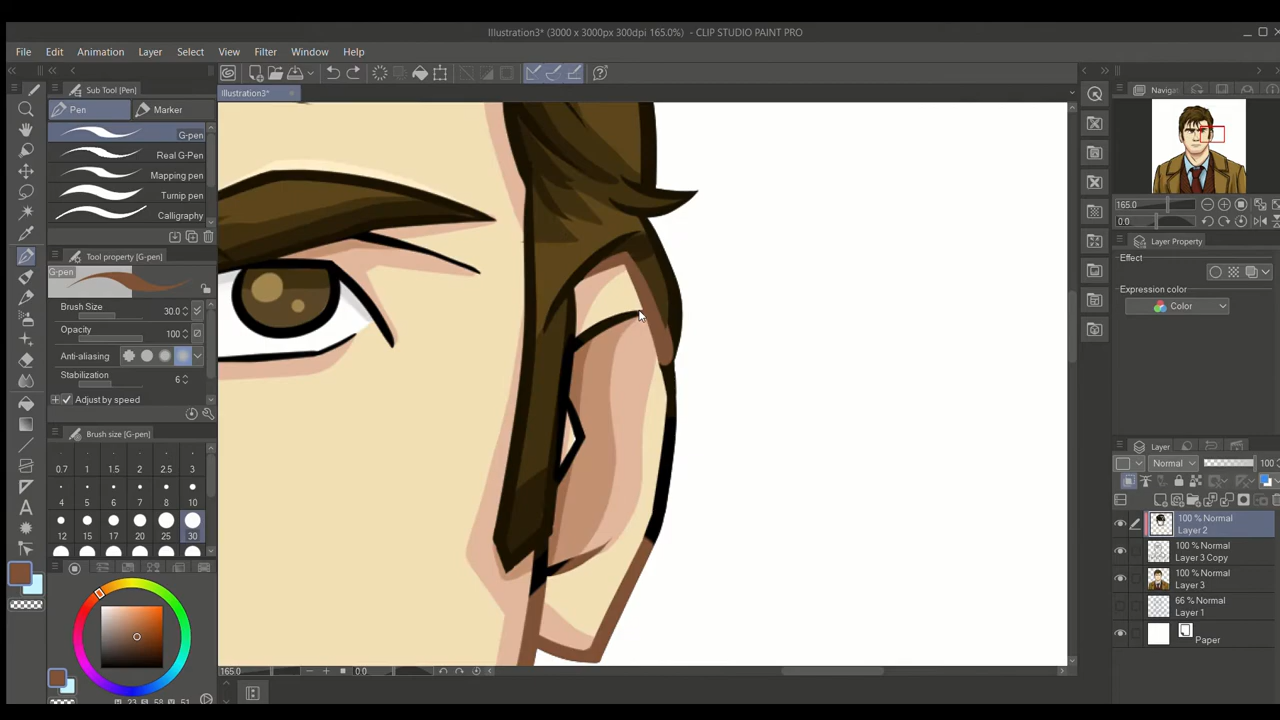 Illustration3* (3000 x 3000px 300dpi 165.0%) - CLIP STUDIO PAINT PRO
File Edit Animation Layer Select View Filter Window Help
Sub Tool [Pen]
Illustration3*
Navigat
Pen Marker
G-pen
Real G-Pen
Mapping pen
Turnip pen
Calligraphy
165.0
0.0
Layer Property
Tool property [G-pen]
Effect
G-pen
Brush Size 30.0
Expression color
Color
Opacity 100
Anti-aliasing
Stabilization
6
Adjust by speed
Brush size [G-pen]
0.7 1 1.5 2 3
4 5 6 7 8 10
12 15 17 20 25 30
Layer
Normal 100
100 % Normal
Layer 2
100 % Normal
Layer 3 Copy
100 % Normal
Layer 3
66 % Normal
Layer 1
Paper
165.0 0.0
23 58 51